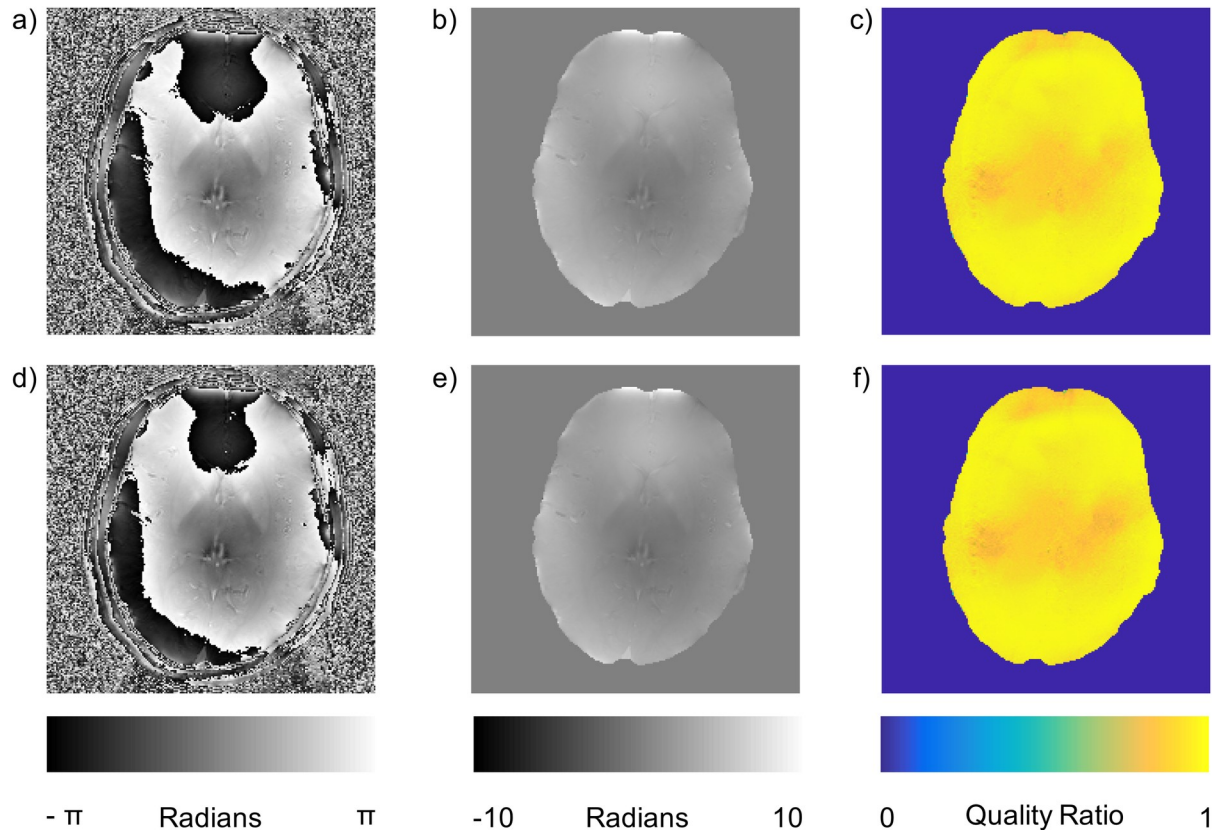 a) b) c)
d) e) f)
- π Radians π -10 Radians 10 0 Quality Ratio 1